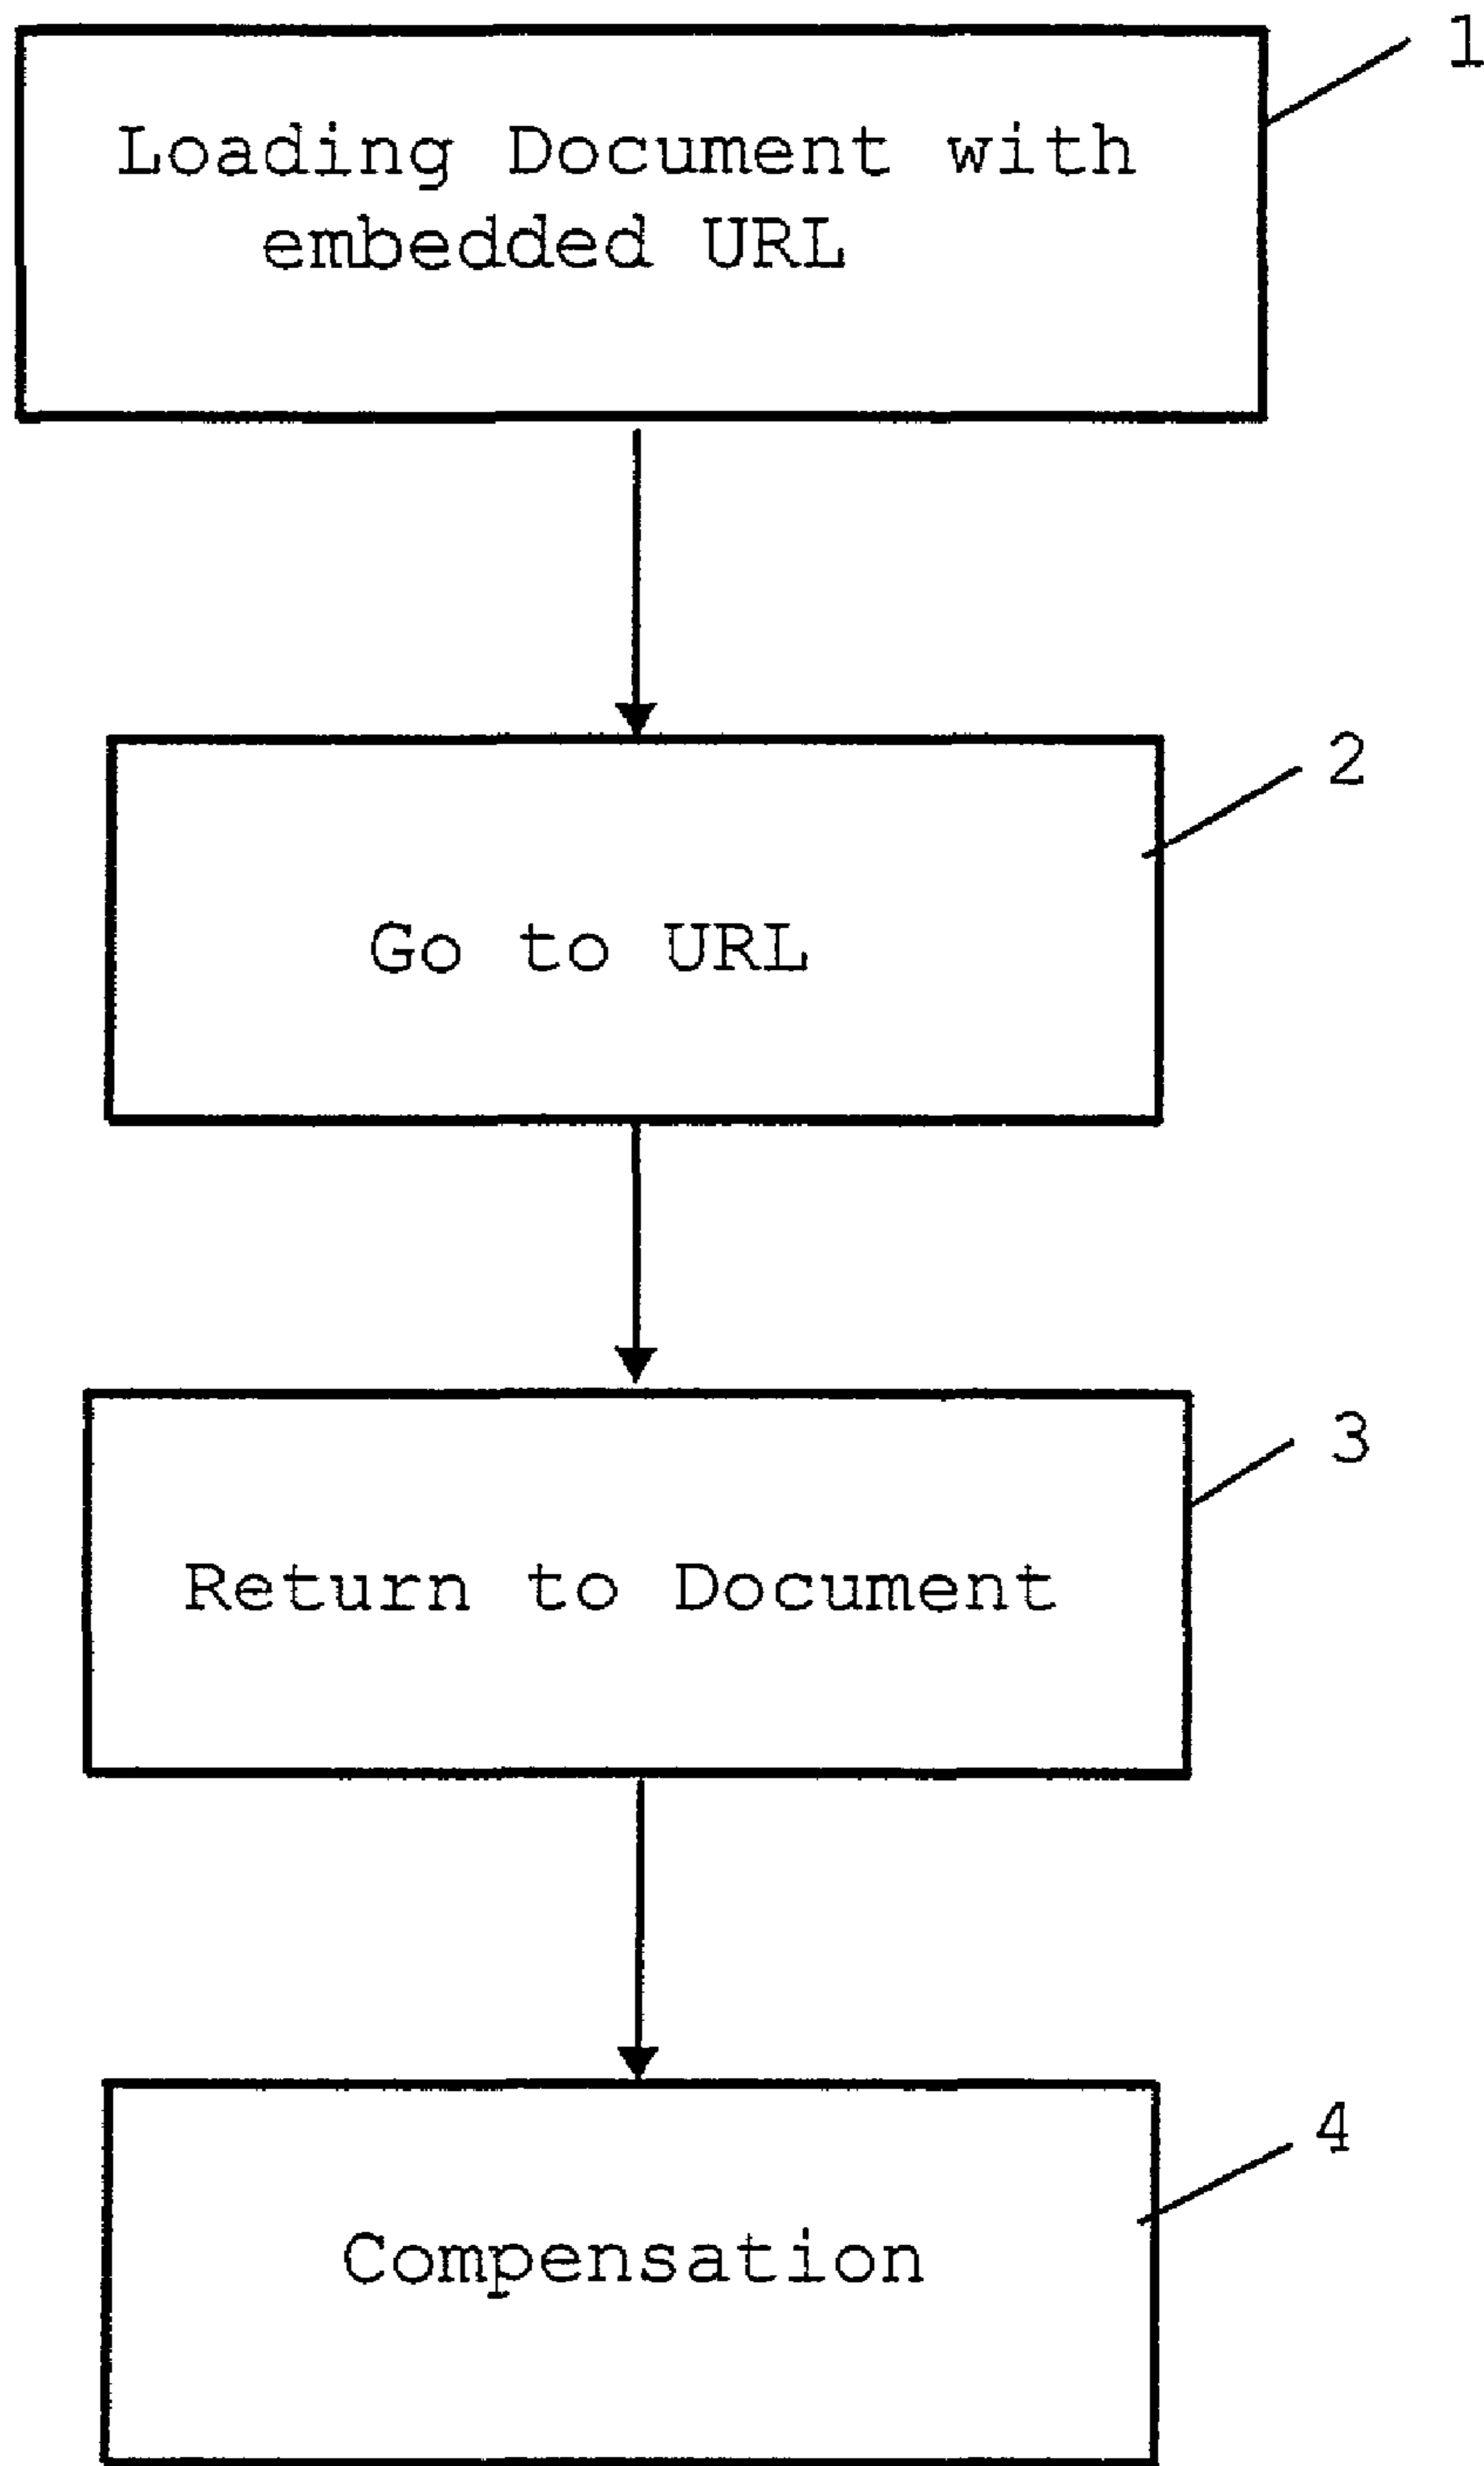 1
Loading Document with
embedded URL
2
Go to URL
3
Return to Document
4
Compensation